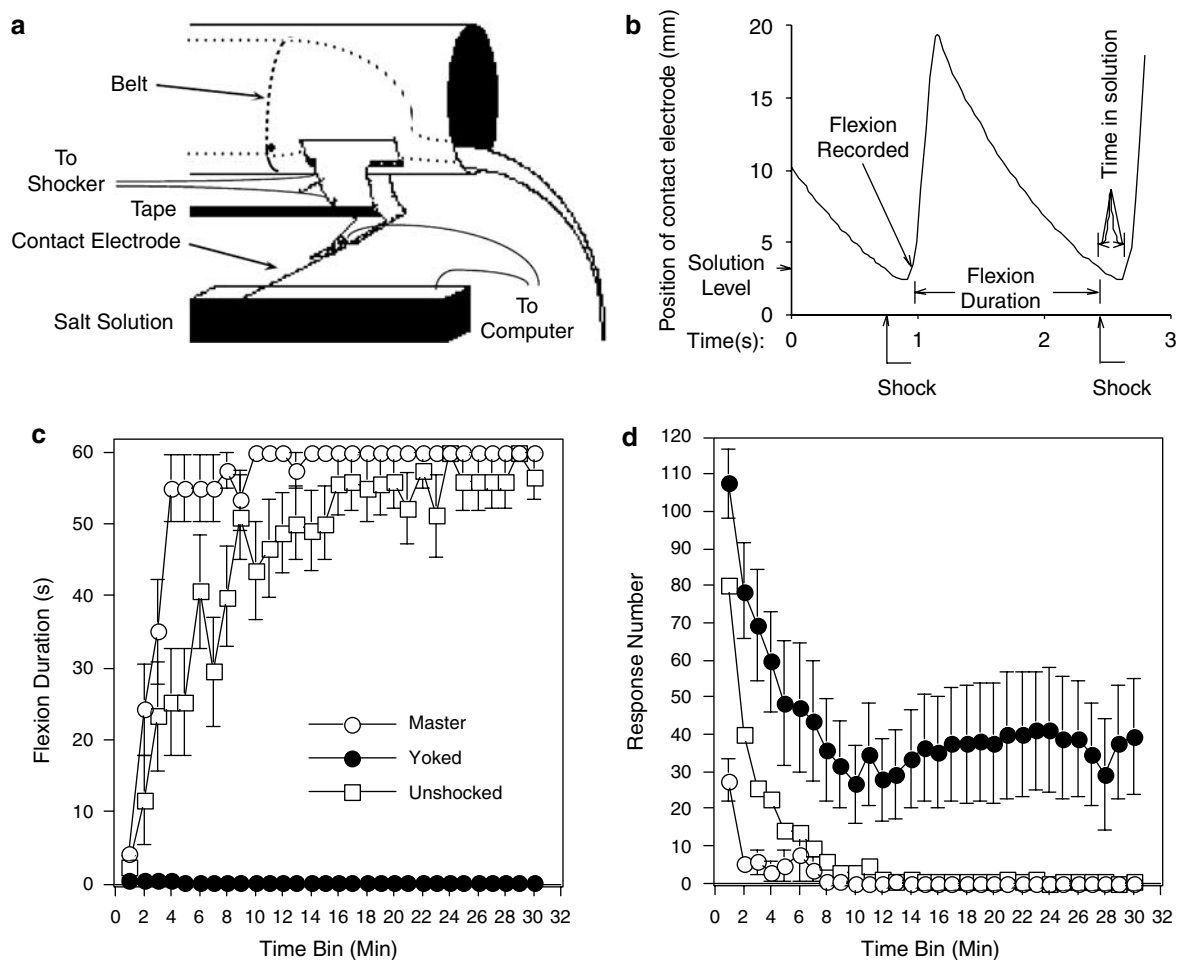 a
Belt
To
Shocker
Tape
Contact Electrode
Salt Solution
To
Computer
b
Position of contact electrode (mm)
20
15
10
5
0
Solution
Level
Flexion
Recorded
Time in solution
Flexion
Duration
Time(s):
0
1
2
3
Shock
Shock
c
Flexion Duration (s)
60
50
40
30
20
10
0
Master
Yoked
Unshocked
0
2
4
6
8
10
12
14
16
18
20
22
24
26
28
30
32
Time Bin (Min)
d
Response Number
120
110
100
90
80
70
60
50
40
30
20
10
0
0
2
4
6
8
10
12
14
16
18
20
22
24
26
28
30
32
Time Bin (Min)